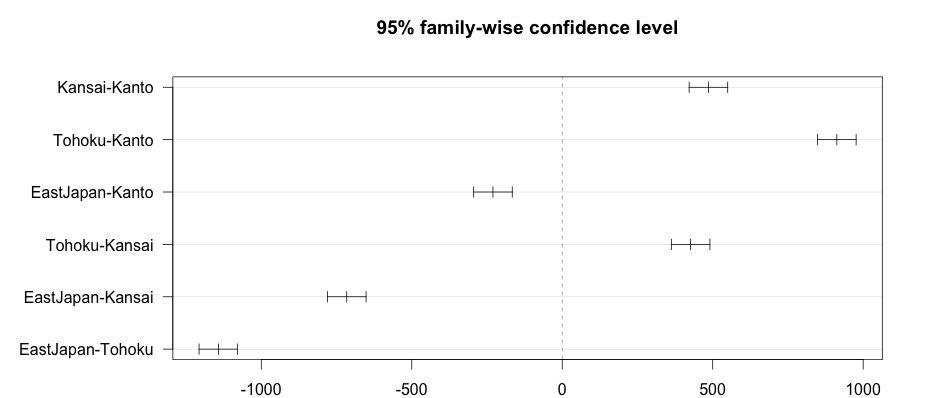 95% family-wise confidence level
Kansai-Kanto
Tohoku-Kanto
EastJapan-Kanto
Tohoku-Kansai
EastJapan-Kansai
EastJapan-Tohoku
-1000 -500 0 500 1000